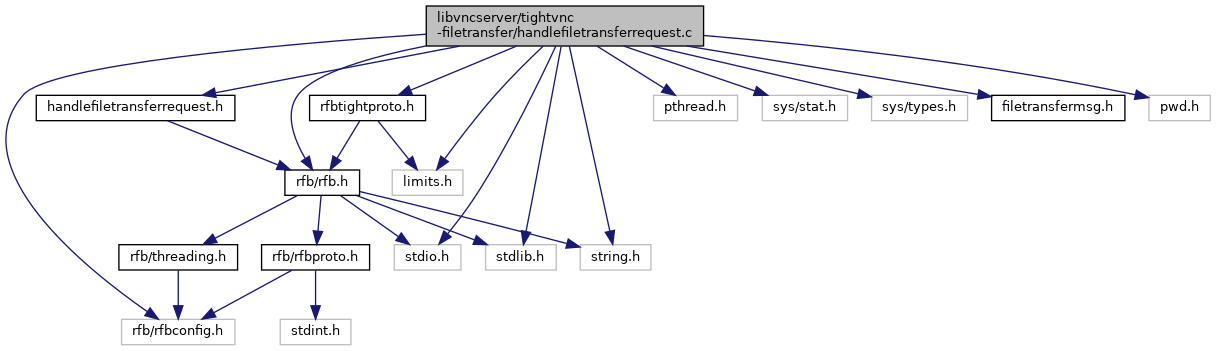 libvncserver/tightvnc
-filetransfer/handlefiletransferrequest.c
handlefiletransferrequest.h
rfbtightproto.h
pthread.h
sys/stat.h
sys/types.h
filetransfermsg.h
pwd.h
rfb/rfb.h
limits.h
rfb/threading.h
rfb/rfbproto.h
stdio.h
stdlib.h
string.h
rfb/rfbconfig.h
stdint.h